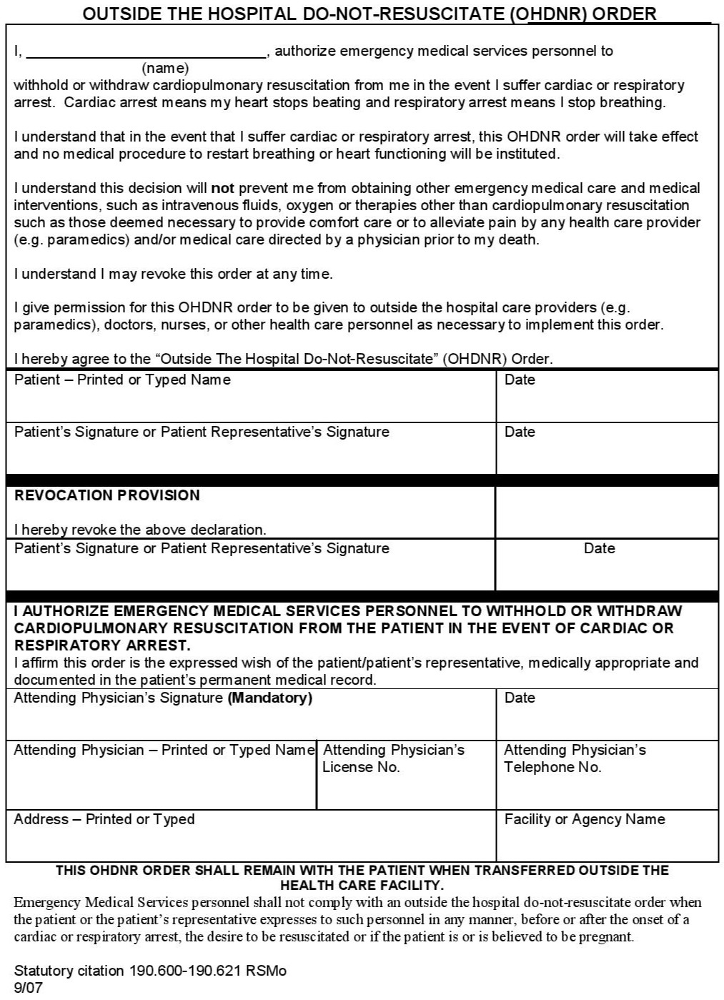 OUTSIDE THE HOSPITAL DO-NOT-RESUSCITATE (OHDNR) ORDER
I, ______________________________, authorize emergency medical services personnel to
(name)
withhold or withdraw cardiopulmonary resuscitation from me in the event I suffer cardiac or respiratory
arrest.  Cardiac arrest means my heart stops beating and respiratory arrest means I stop breathing.
I understand that in the event that I suffer cardiac or respiratory arrest, this OHDNR order will take effect
and no medical procedure to restart breathing or heart functioning will be instituted.
I understand this decision will not prevent me from obtaining other emergency medical care and medical
interventions, such as intravenous fluids, oxygen or therapies other than cardiopulmonary resuscitation
such as those deemed necessary to provide comfort care or to alleviate pain by any health care provider
(e.g. paramedics) and/or medical care directed by a physician prior to my death.
I understand I may revoke this order at any time.
I give permission for this OHDNR order to be given to outside the hospital care providers (e.g.
paramedics), doctors, nurses, or other health care personnel as necessary to implement this order.
I hereby agree to the “Outside The Hospital Do-Not-Resuscitate” (OHDNR) Order.
Patient – Printed or Typed Name
Date
Patient’s Signature or Patient Representative’s Signature
Date
REVOCATION PROVISION
I hereby revoke the above declaration.
Patient’s Signature or Patient Representative’s Signature
Date
I AUTHORIZE EMERGENCY MEDICAL SERVICES PERSONNEL TO WITHHOLD OR WITHDRAW
CARDIOPULMONARY RESUSCITATION FROM THE PATIENT IN THE EVENT OF CARDIAC OR
RESPIRATORY ARREST.
I affirm this order is the expressed wish of the patient/patient’s representative, medically appropriate and
documented in the patient’s permanent medical record.
Attending Physician’s Signature (Mandatory)
Date
Attending Physician – Printed or Typed Name
Attending Physician’s
License No.
Attending Physician’s
Telephone No.
Address – Printed or Typed
Facility or Agency Name
THIS OHDNR ORDER SHALL REMAIN WITH THE PATIENT WHEN TRANSFERRED OUTSIDE THE
HEALTH CARE FACILITY.
Emergency Medical Services personnel shall not comply with an outside the hospital do-not-resuscitate order when
the patient or the patient’s representative expresses to such personnel in any manner, before or after the onset of a
cardiac or respiratory arrest, the desire to be resuscitated or if the patient is or is believed to be pregnant.
Statutory citation 190.600-190.621 RSMo
9/07